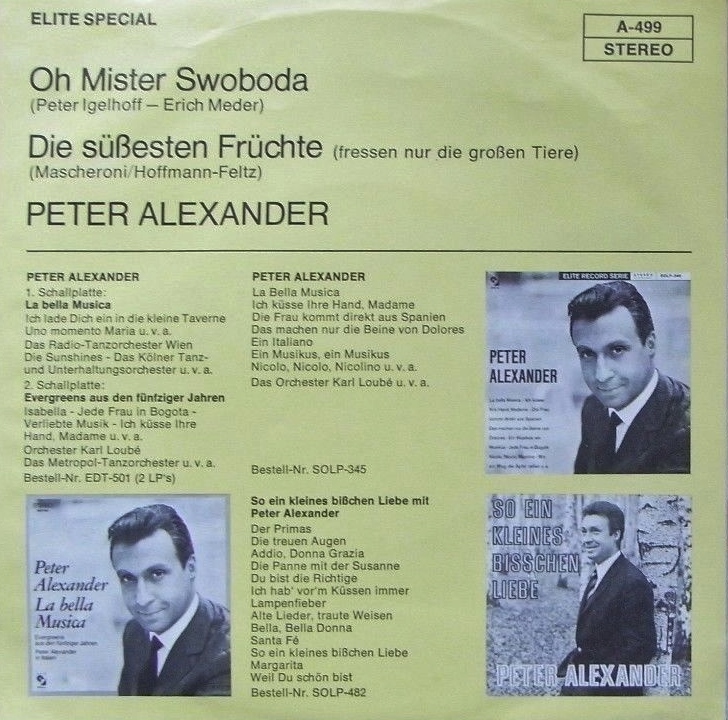 ELITE SPECIAL
A-499
STEREO
Oh Mister Swoboda
(Peter Igelhoff – Erich Meder)
Die süßesten Früchte (fressen nur die großen Tiere)
(Mascheroni/Hoffmann-Feltz)
PETER ALEXANDER
PETER ALEXANDER
1. Schallplatte:
La bella Musica
Ich lade Dich ein in die kleine Taverne
Uno momento Maria u. v. a.
Das Radio-Tanzorchester Wien
Die Sunshines - Das Kölner Tanz-
und Unterhaltungsorchester u. v. a.
2. Schallplatte:
Evergreens aus den fünfziger Jahren
Isabella - Jede Frau in Bogota -
Verliebte Musik - Ich küsse Ihre
Hand, Madame u. v. a.
Orchester Karl Loubé
Das Metropol-Tanzorchester u. v. a.
Bestell-Nr. EDT-501 (2 LP's)
PETER ALEXANDER
La Bella Musica
Ich küsse Ihre Hand, Madame
Die Frau kommt direkt aus Spanien
Das machen nur die Beine von Dolores
Ein Italiano
Ein Musikus, ein Musikus
Nicolo, Nicolo, Nicolino u. v. a.
Das Orchester Karl Loubé u. v. a.
Bestell-Nr. SOLP-345
ELITE RECORD SERIE
PETER
ALEXANDER
Peter
Alexander
La bella
Musica
Evergreens
aus den fünfziger Jahren
Peter Alexander
So ein kleines bißchen Liebe mit
Peter Alexander
Der Primas
Die treuen Augen
Addio, Donna Grazia
Die Panne mit der Susanne
Du bist die Richtige
Ich hab' vor'm Küssen immer
Lampenfieber
Alte Lieder, traute Weisen
Bella, Bella Donna
Santa Fé
So ein kleines bißchen Liebe
Margarita
Weil Du schön bist
Bestell-Nr. SOLP-482
SO EIN
KLEINES
BISSCHEN
LIEBE
PETER ALEXANDER